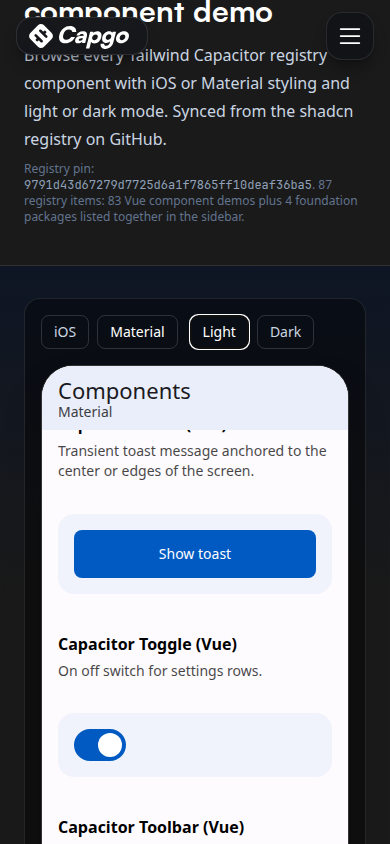 component demo
Capgo
Browse every Tailwind Capacitor registry
component with iOS or Material styling and
light or dark mode. Synced from the shadcn
registry on GitHub.
Registry pin:
9791d43d67279d7725d6a1f7865ff10deaf36ba5. 87
registry items: 83 Vue component demos plus 4 foundation
packages listed together in the sidebar.
iOS
Material
Light
Dark
Components
Material
Transient toast message anchored to the
center or edges of the screen.
Show toast
Capacitor Toggle (Vue)
On off switch for settings rows.
Capacitor Toolbar (Vue)